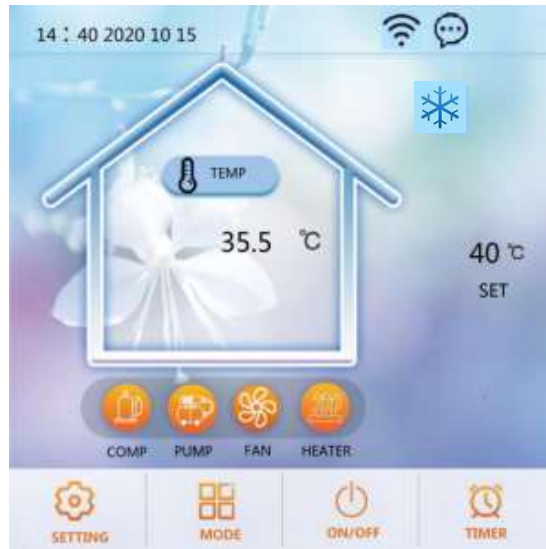 14：40 2020 10 15
TEMP
35.5 ℃
40 ℃
SET
COMP PUMP FAN HEATER
SETTING MODE ON/OFF TIMER